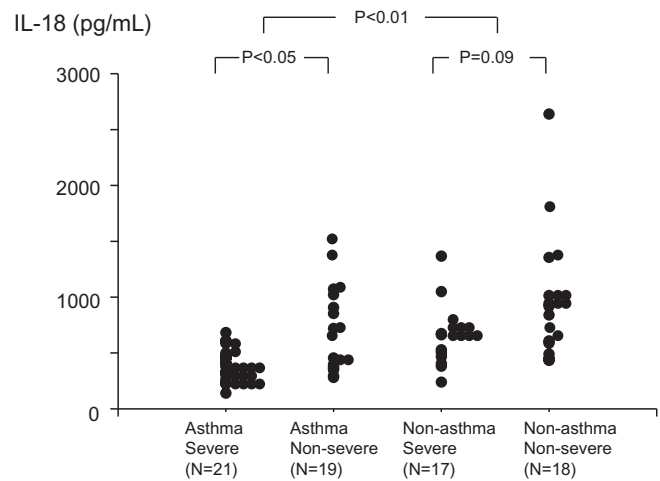 IL-18 (pg/mL)
P<0.01
P<0.05
P=0.09
3000
2000
1000
0
Asthma
Severe
(N=21)
Asthma
Non-severe
(N=19)
Non-asthma
Severe
(N=17)
Non-asthma
Non-severe
(N=18)